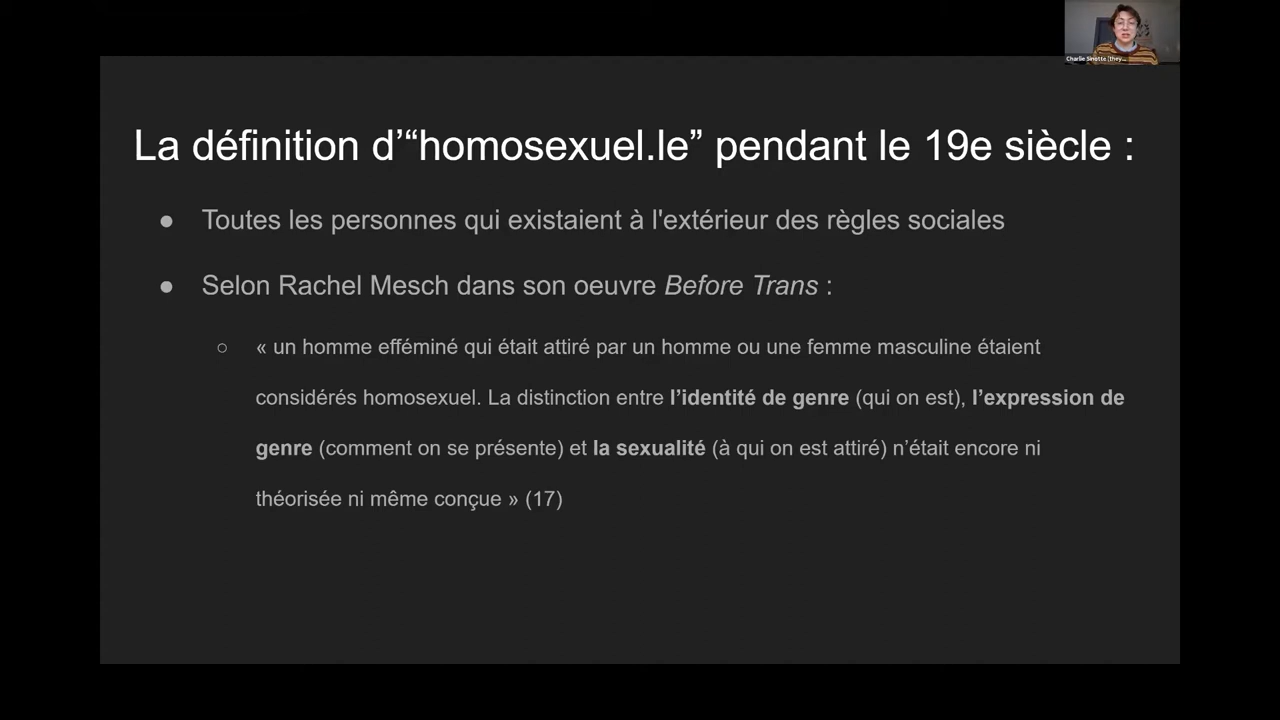 Charlie Sinotte (they...
La définition d’“homosexuel.le” pendant le 19e siècle :
● Toutes les personnes qui existaient à l'extérieur des règles sociales
● Selon Rachel Mesch dans son oeuvre Before Trans :
○ « un homme efféminé qui était attiré par un homme ou une femme masculine étaient
considérés homosexuel. La distinction entre l’identité de genre (qui on est), l’expression de
genre (comment on se présente) et la sexualité (à qui on est attiré) n’était encore ni
théorisée ni même conçue » (17)